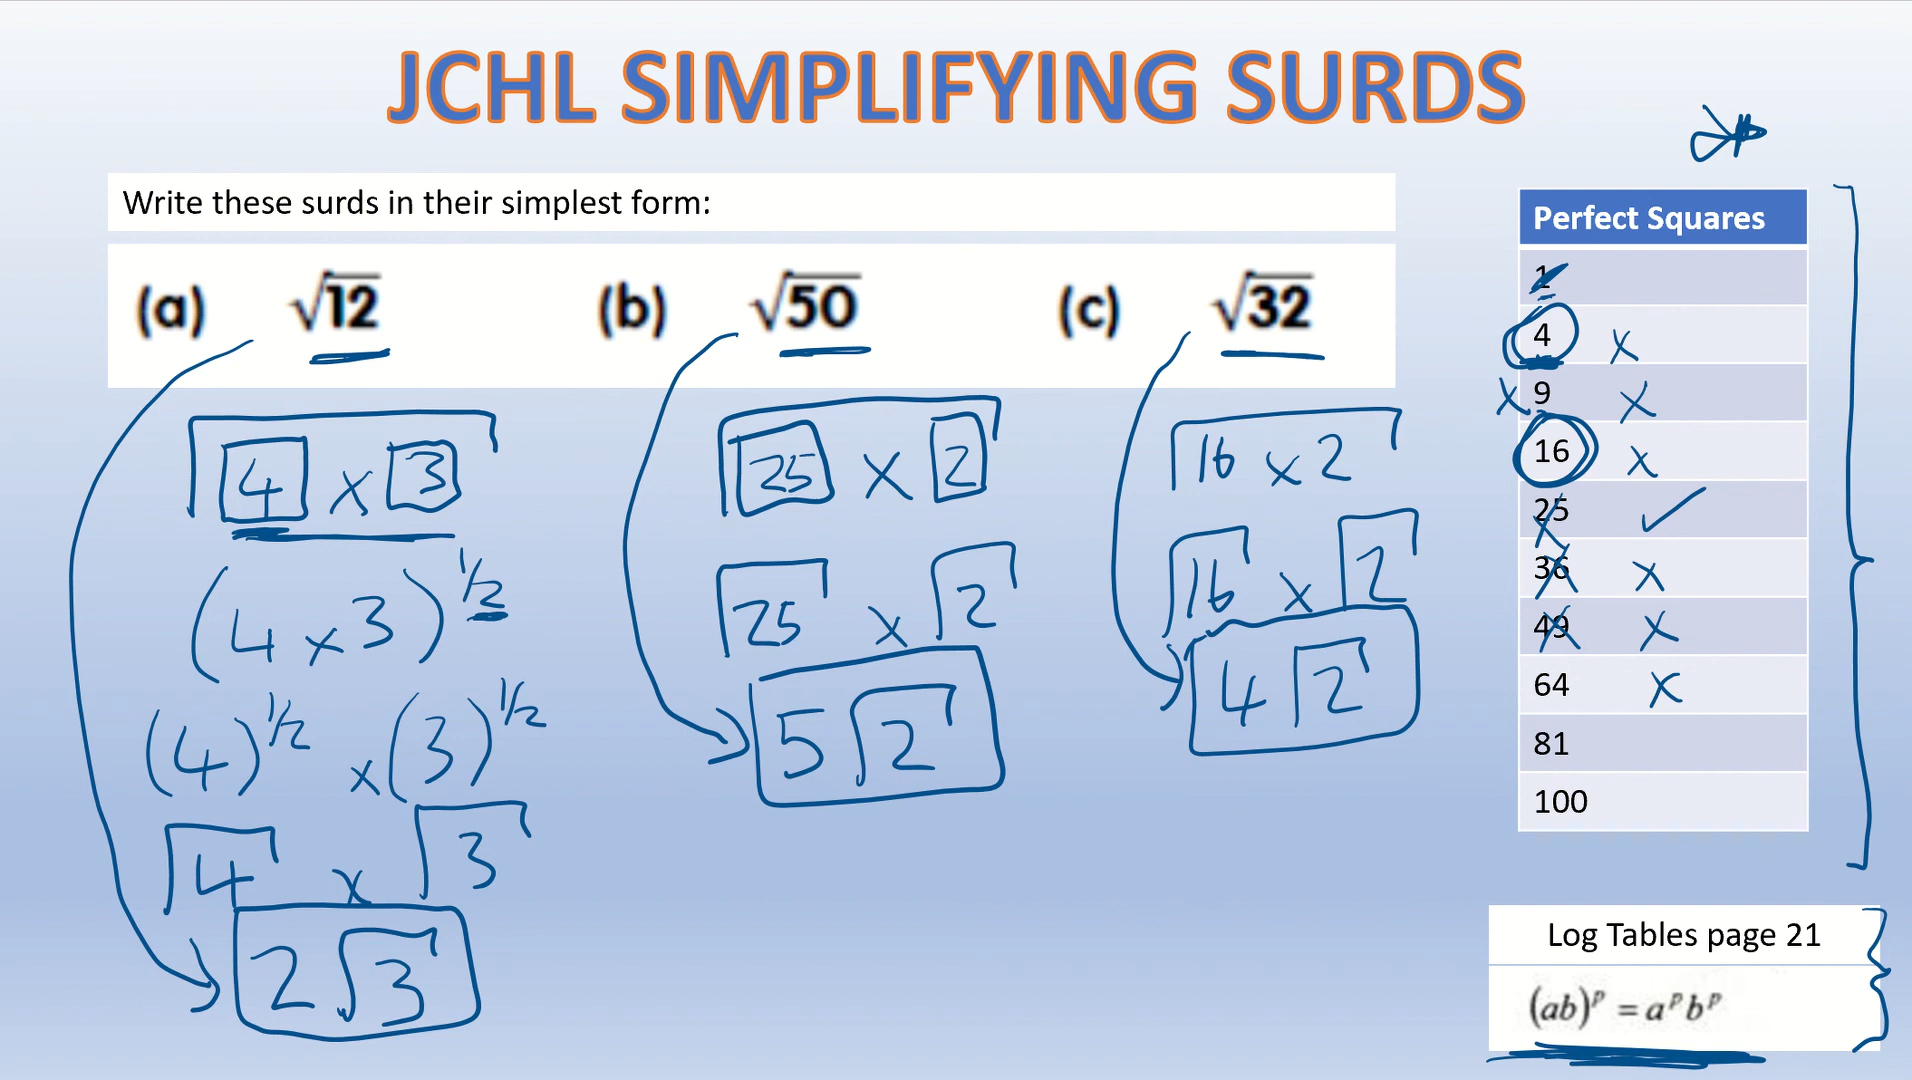 JCHL SIMPLIFYING SURDS
Write these surds in their simplest form:
(a) √12 (b) √50 (c) √32
√4 x 3
(4 x 3)^1/2
(4)^1/2 x (3)^1/2
√4 x √3
2√3
√25 x 2
√25 x √2
5√2
√16 x 2
√16 x √2
4√2
Perfect Squares
1
4 x
x 9 x
16 x
25 ✓
36 x
49 x
64 x
81
100
Log Tables page 21
(ab)^p = a^p b^p